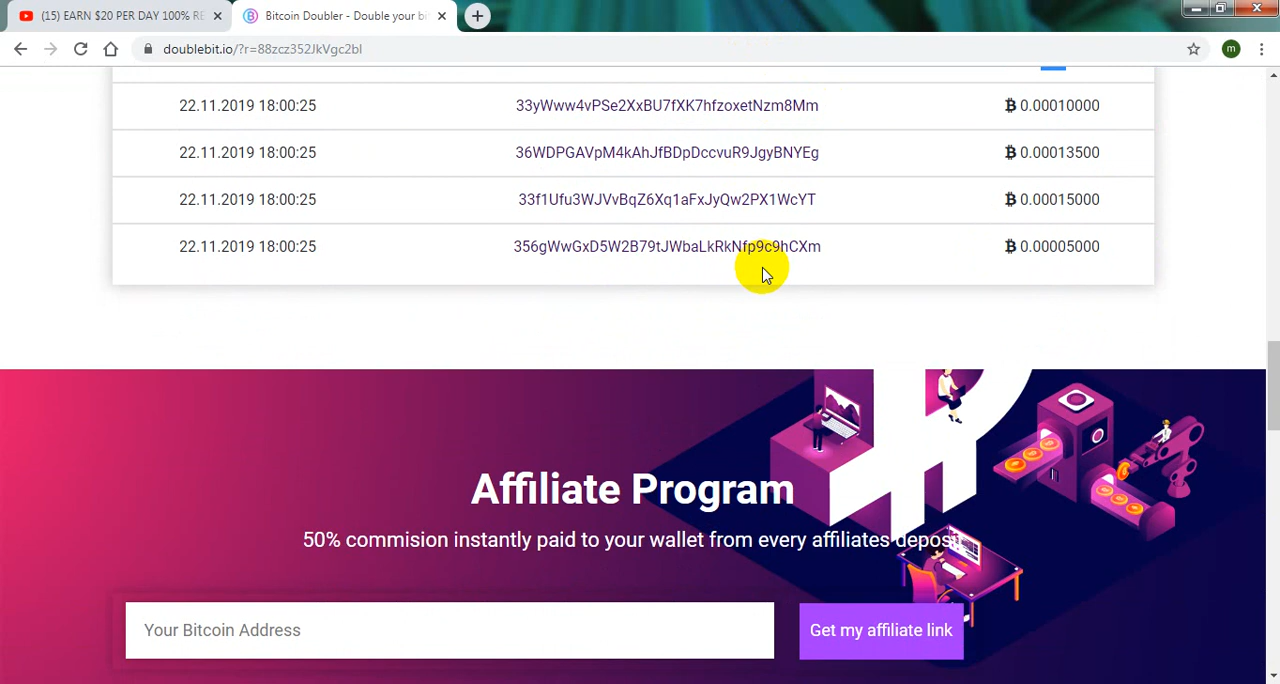 (15) EARN $20 PER DAY 100% RE
Bitcoin Doubler - Double your bi
doublebit.io/?r=88zcz352JkVgc2bl
m
22.11.2019 18:00:25 33yWww4vPSe2XxBU7fXK7hfzoxetNzm8Mm ₿ 0.00010000
22.11.2019 18:00:25 36WDPGAVpM4kAhJfBDpDccvuR9JgyBNYEg ₿ 0.00013500
22.11.2019 18:00:25 33f1Ufu3WJVvBqZ6Xq1aFxJyQw2PX1WcYT ₿ 0.00015000
22.11.2019 18:00:25 356gWwGxD5W2B79tJWbaLkRkNfp9c9hCXm ₿ 0.00005000
Affiliate Program
50% commision instantly paid to your wallet from every affiliates deposit
Your Bitcoin Address
Get my affiliate link